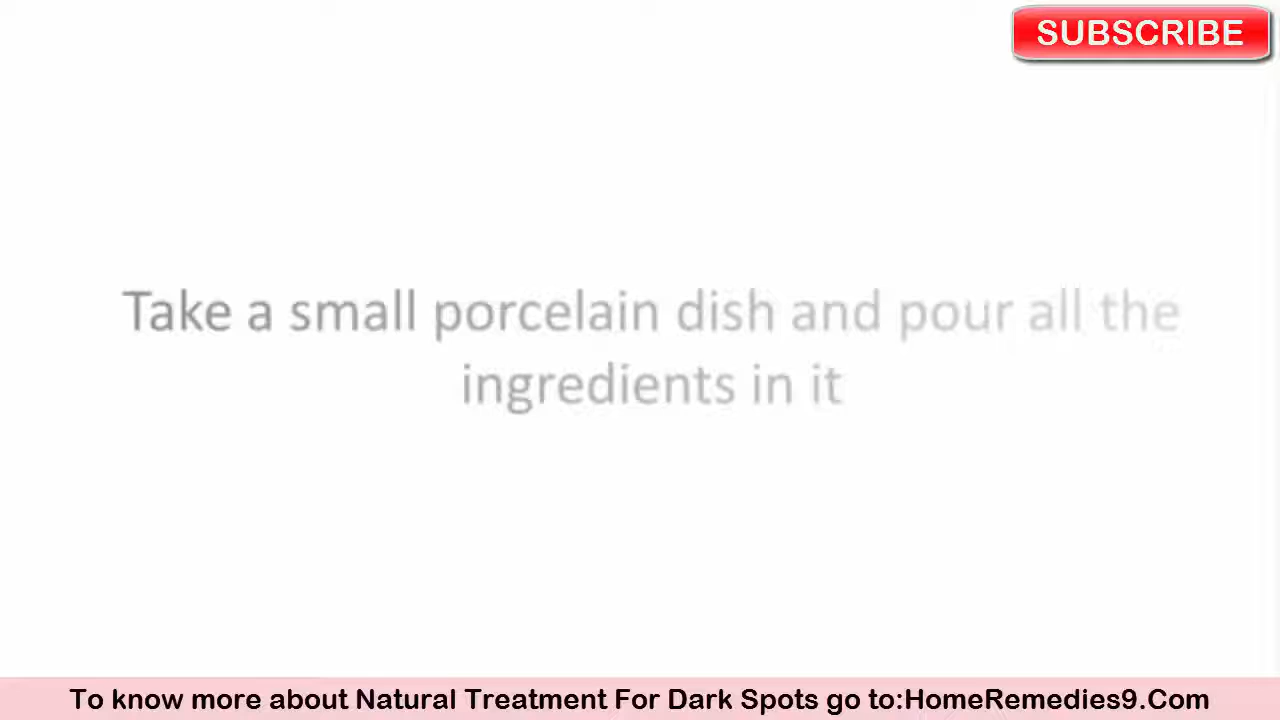 SUBSCRIBE
Take a small porcelain dish and pour all the
ingredients in it
To know more about Natural Treatment For Dark Spots go to:HomeRemedies9.Com